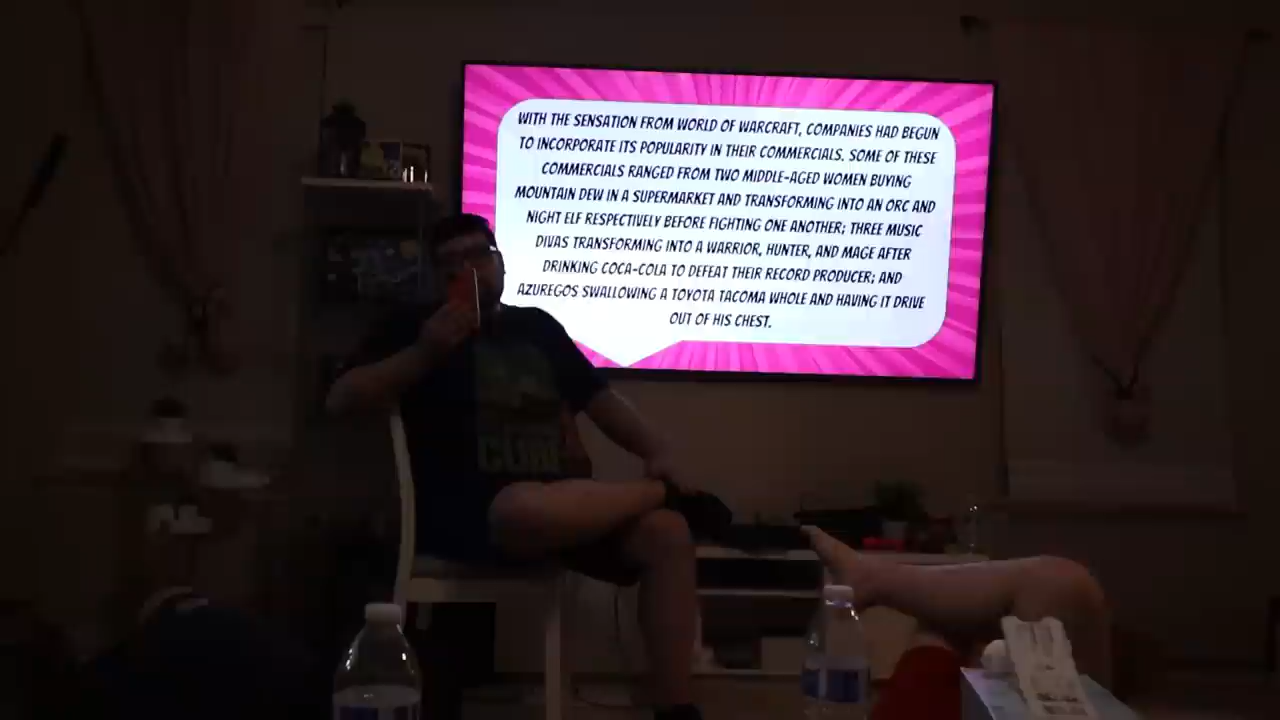 WITH THE SENSATION FROM WORLD OF WARCRAFT, COMPANIES HAD BEGUN
TO INCORPORATE ITS POPULARITY IN THEIR COMMERCIALS. SOME OF THESE
COMMERCIALS RANGED FROM TWO MIDDLE-AGED WOMEN BUYING
MOUNTAIN DEW IN A SUPERMARKET AND TRANSFORMING INTO AN ORC AND
NIGHT ELF RESPECTIVELY BEFORE FIGHTING ONE ANOTHER; THREE MUSIC
DIVAS TRANSFORMING INTO A WARRIOR, HUNTER, AND MAGE AFTER
DRINKING COCA-COLA TO DEFEAT THEIR RECORD PRODUCER; AND
AZUREGOS SWALLOWING A TOYOTA TACOMA WHOLE AND HAVING IT DRIVE
OUT OF HIS CHEST.